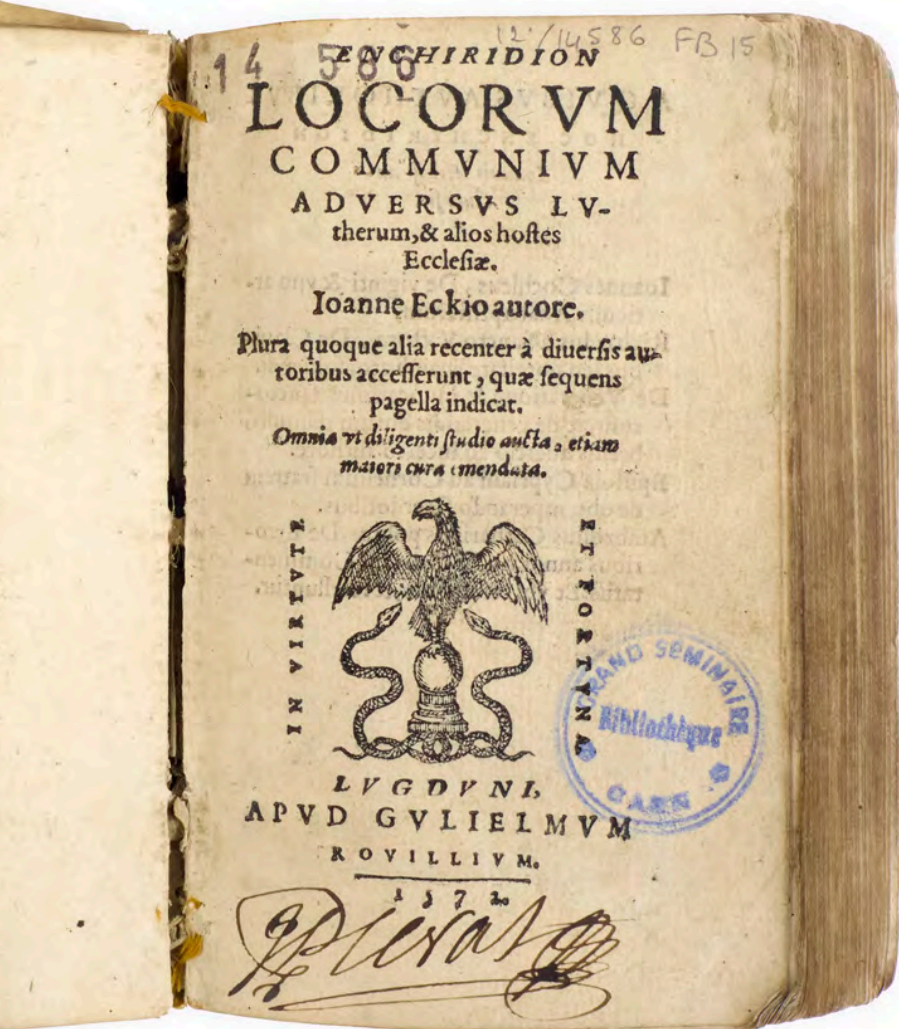 12°/14586 FB 15
14 586
ENCHIRIDION
LOCORVM
COMMVNIVM
ADVERSVS LV-
therum, & alios hoſtes
Eccleſiæ.
Ioanne Eckio autore.
Plura quoque alia recenter à diuerſis au-
toribus acceſſerunt, quæ ſequens
pagella indicat.
Omnia vt diligenti ſtudio aucta, etiam
maiori cura emendata.
IN VIRTVTE
ET FORTVNA
GRAND SEMINAIRE
Bibliothèque
CAEN
LVGDVNI,
APVD GVLIELMVM
ROVILLIVM.
1572.